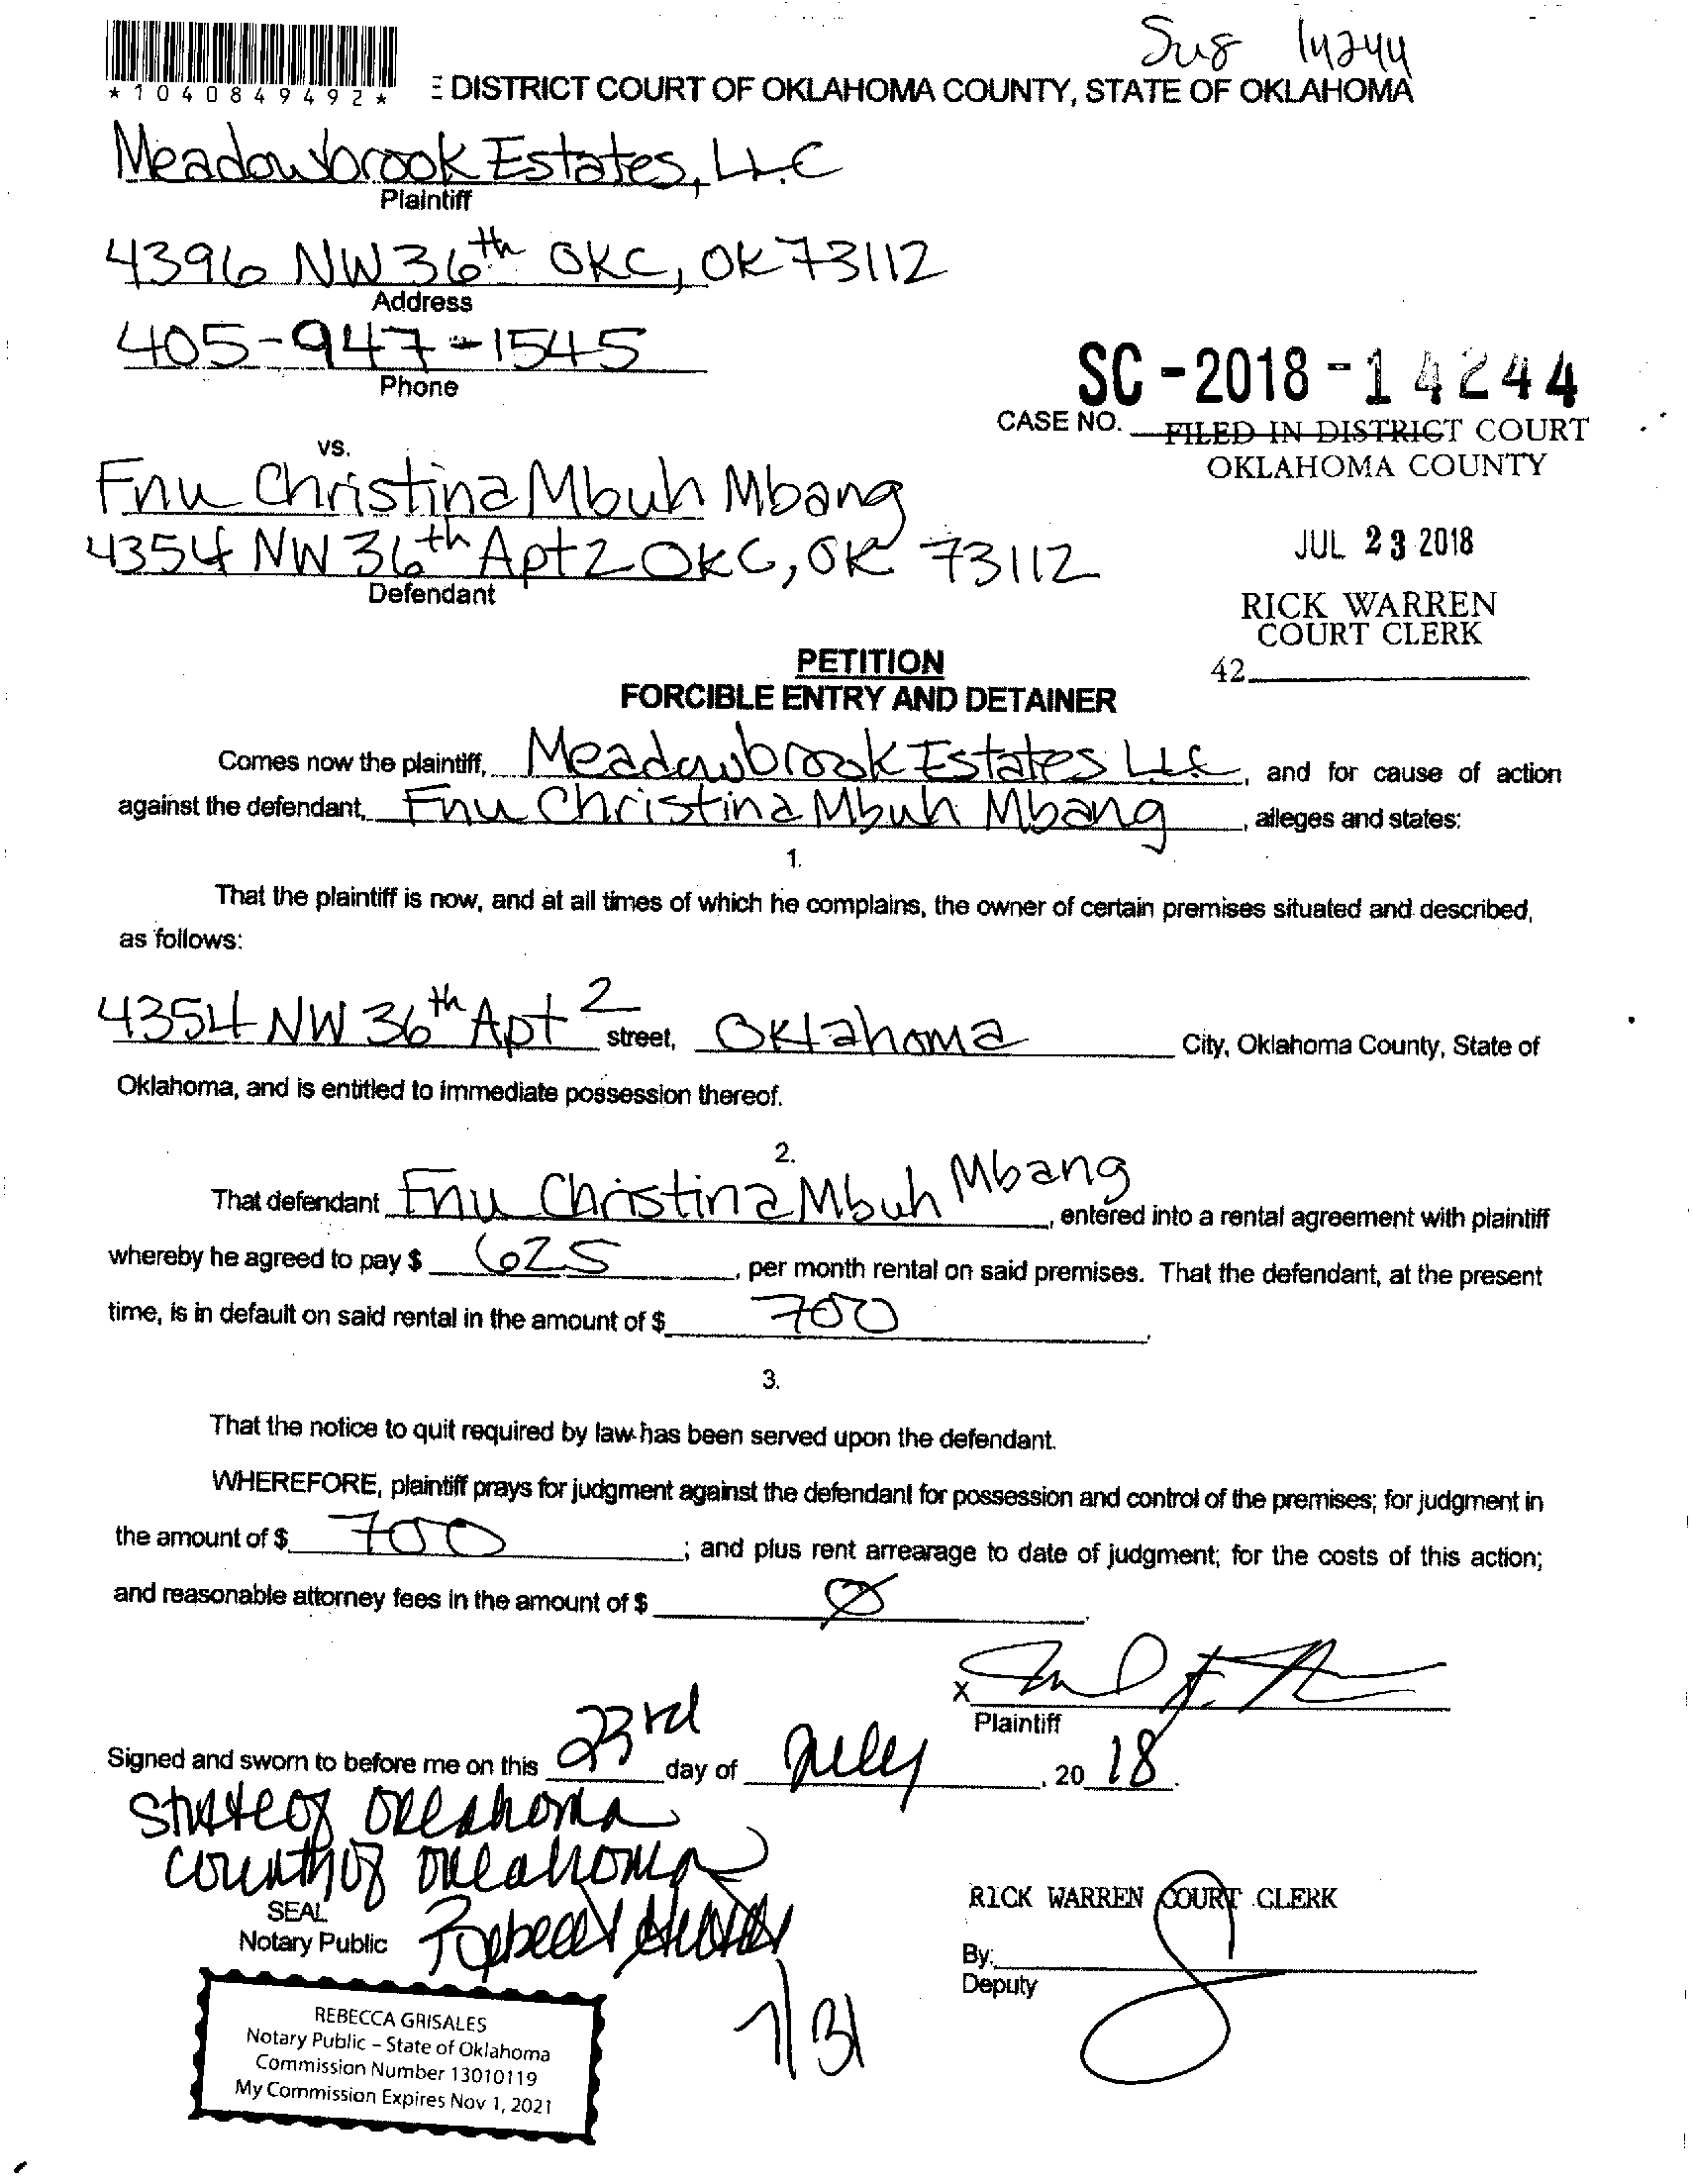 14244
*1040849492*
E DISTRICT COURT OF OKLAHOMA COUNTY, STATE OF OKLAHOMA
Meadowbrook Estates, LLC
Plaintiff
4396 NW 36th OKC, OK 73112
Address
405-947-1545
Phone
SC-2018-14244
CASE NO.
FILED IN DISTRICT COURT
OKLAHOMA COUNTY
vs.
Fnu Christina Mbuh Mbang
4354 NW 36th Apt 2 OKC, OK 73112
Defendant
JUL 23 2018
RICK WARREN
COURT CLERK
42
PETITION
FORCIBLE ENTRY AND DETAINER
Comes now the plaintiff, Meadowbrook Estates LLC, and for cause of action
against the defendant, Fnu Christina Mbuh Mbang, alleges and states:
1.
That the plaintiff is now, and at all times of which he complains, the owner of certain premises situated and described,
as follows:
4354 NW 36th Apt 2 street, Oklahoma City, Oklahoma County, State of
Oklahoma, and is entitled to immediate possession thereof.
2.
That defendant Fnu Christina Mbuh Mbang, entered into a rental agreement with plaintiff
whereby he agreed to pay $ 625, per month rental on said premises. That the defendant, at the present
time, is in default on said rental in the amount of $ 700.
3.
That the notice to quit required by law has been served upon the defendant.
WHEREFORE, plaintiff prays for judgment against the defendant for possession and control of the premises; for judgment in
the amount of $ 700; and plus rent arrearage to date of judgment; for the costs of this action;
and reasonable attorney fees in the amount of $ Ø.
X
Plaintiff
Signed and sworn to before me on this 23rd day of July, 2018.
State of Oklahoma
County of Oklahoma
SEAL
Notary Public
RICK WARREN COURT CLERK
By:
Deputy
REBECCA GRISALES
Notary Public - State of Oklahoma
Commission Number 13010119
My Commission Expires Nov 1, 2021
7/31